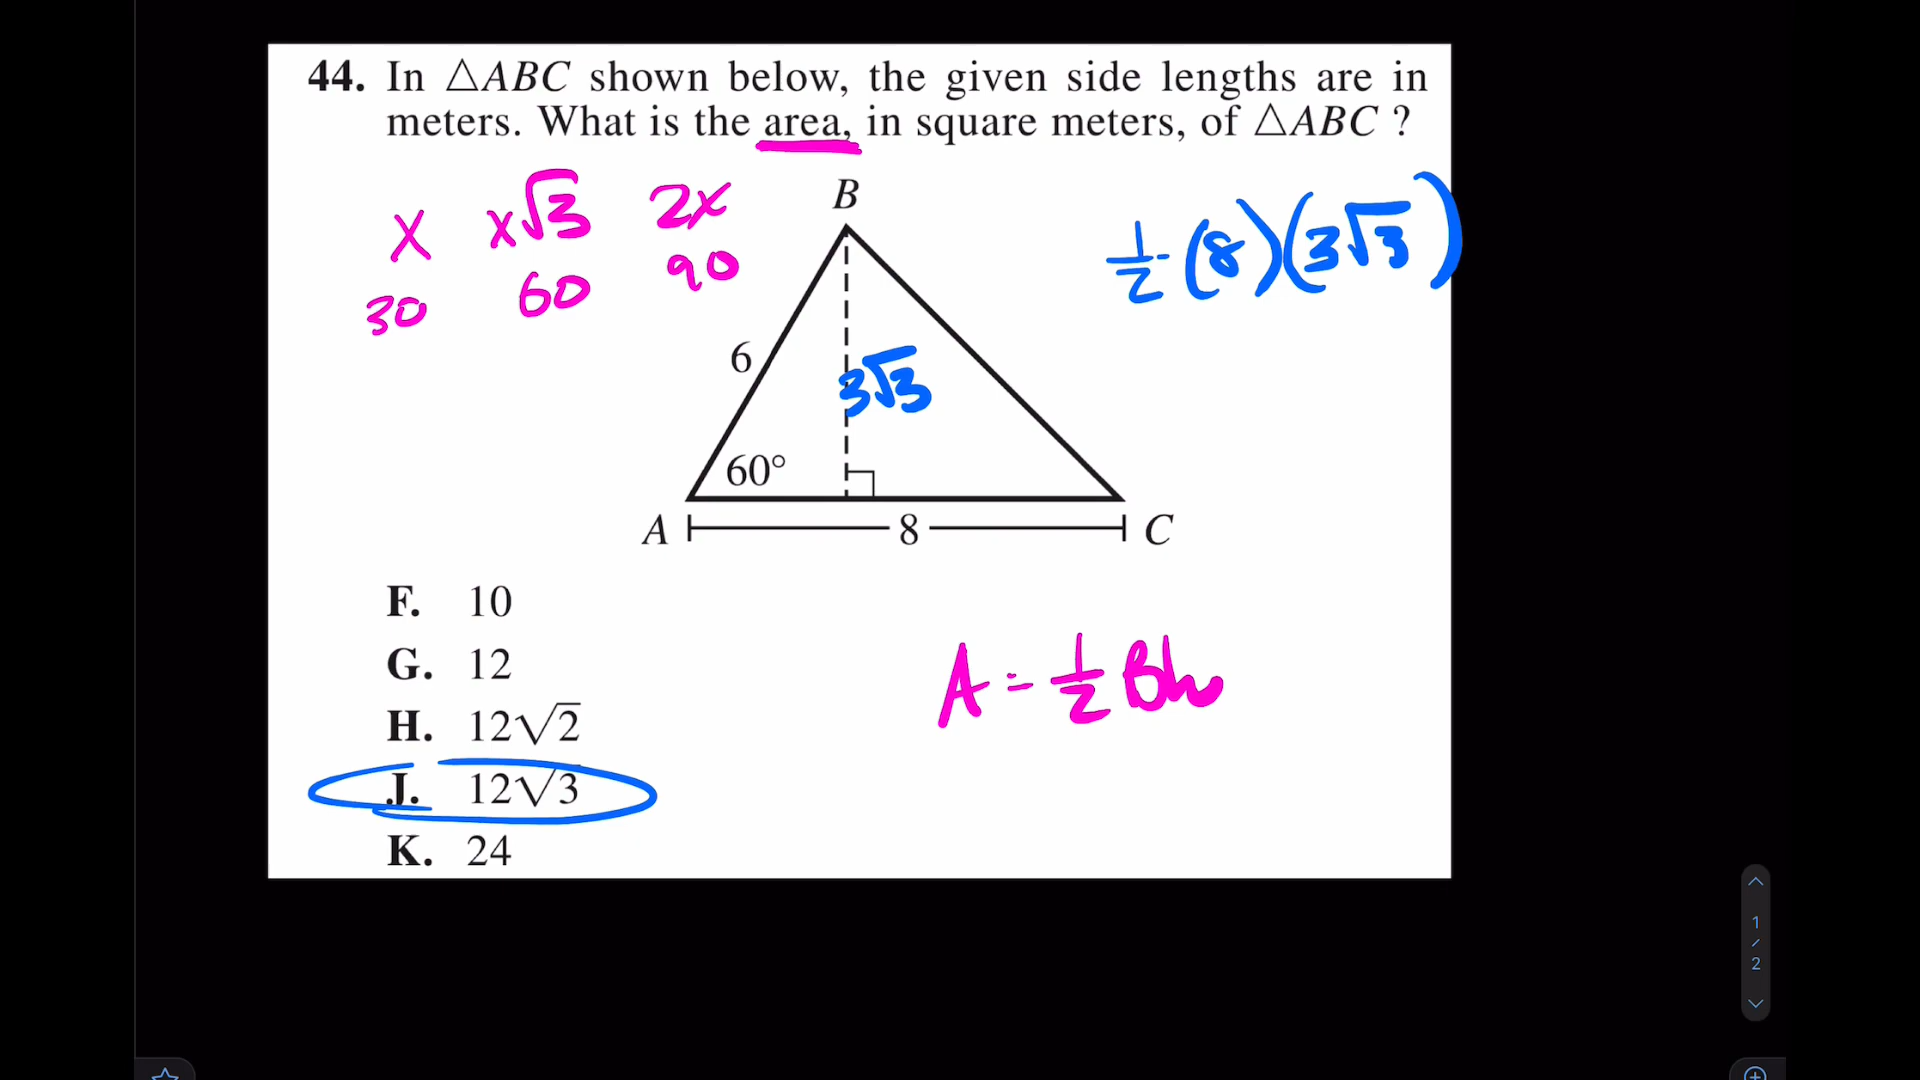 44. In △ABC shown below, the given side lengths are in
meters. What is the area, in square meters, of △ABC ?
x x√3 2x
30 60 90
B
1/2 (8)(3√3)
6
3√3
60°
A 8 C
F. 10
G. 12
H. 12√2
J. 12√3
K. 24
A = 1/2 Bh
1
/
2